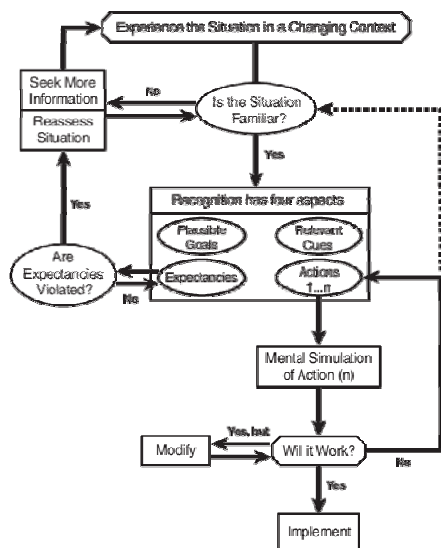 Experience the Situation in a Changing Context
Seek More
Information
Reassess
Situation
No
Is the Situation
Familiar?
Yes
Recognition has four aspects
Plausible
Goals
Relevant
Cues
Yes
Are
Expectancies
Violated?
No
Expectancies
Actions
1...n
Mental Simulation
of Action (n)
Yes, but
Modify
Will it Work?
No
Yes
Implement